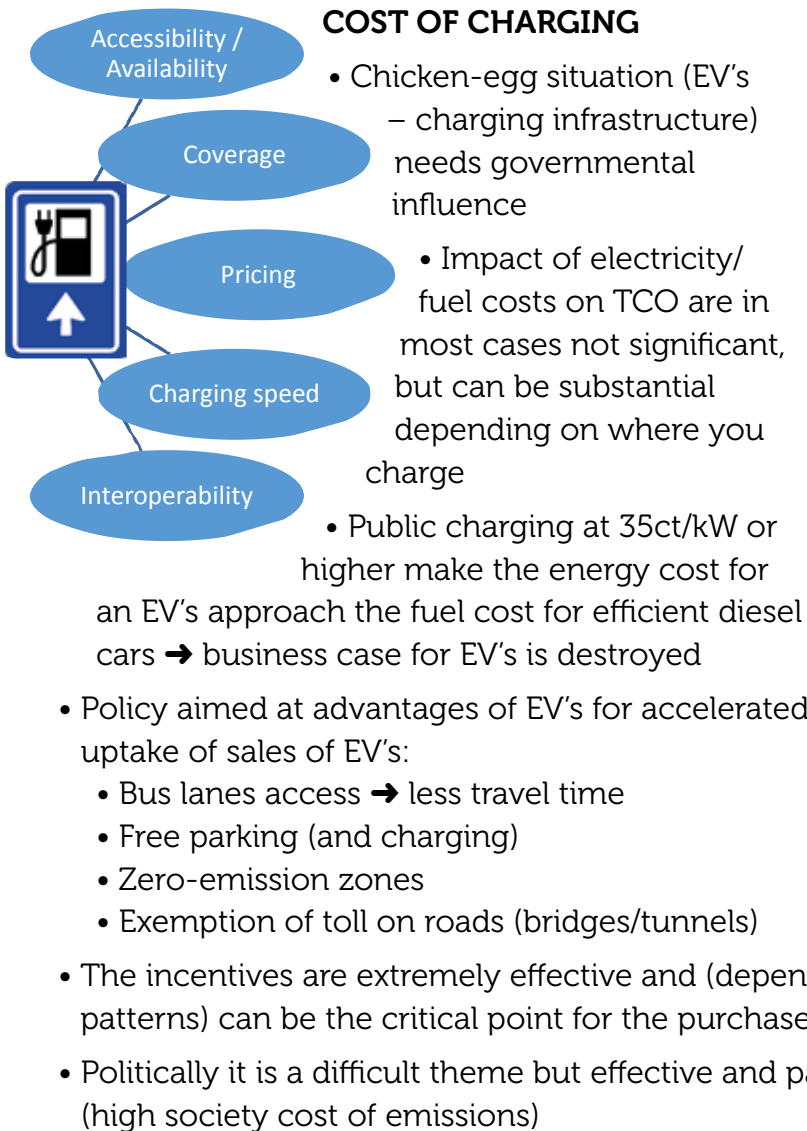 Accessibility /
Availability
Coverage
Pricing
Charging speed
Interoperability
COST OF CHARGING
• Chicken-egg situation (EV's
– charging infrastructure)
needs governmental
influence
• Impact of electricity/
fuel costs on TCO are in
most cases not significant,
but can be substantial
depending on where you
charge
• Public charging at 35ct/kW or
higher make the energy cost for
an EV's approach the fuel cost for efficient diesel
cars ➜ business case for EV's is destroyed
• Policy aimed at advantages of EV's for accelerated
uptake of sales of EV's:
• Bus lanes access ➜ less travel time
• Free parking (and charging)
• Zero-emission zones
• Exemption of toll on roads (bridges/tunnels)
• The incentives are extremely effective and (depen
patterns) can be the critical point for the purchase
• Politically it is a difficult theme but effective and pa
(high society cost of emissions)